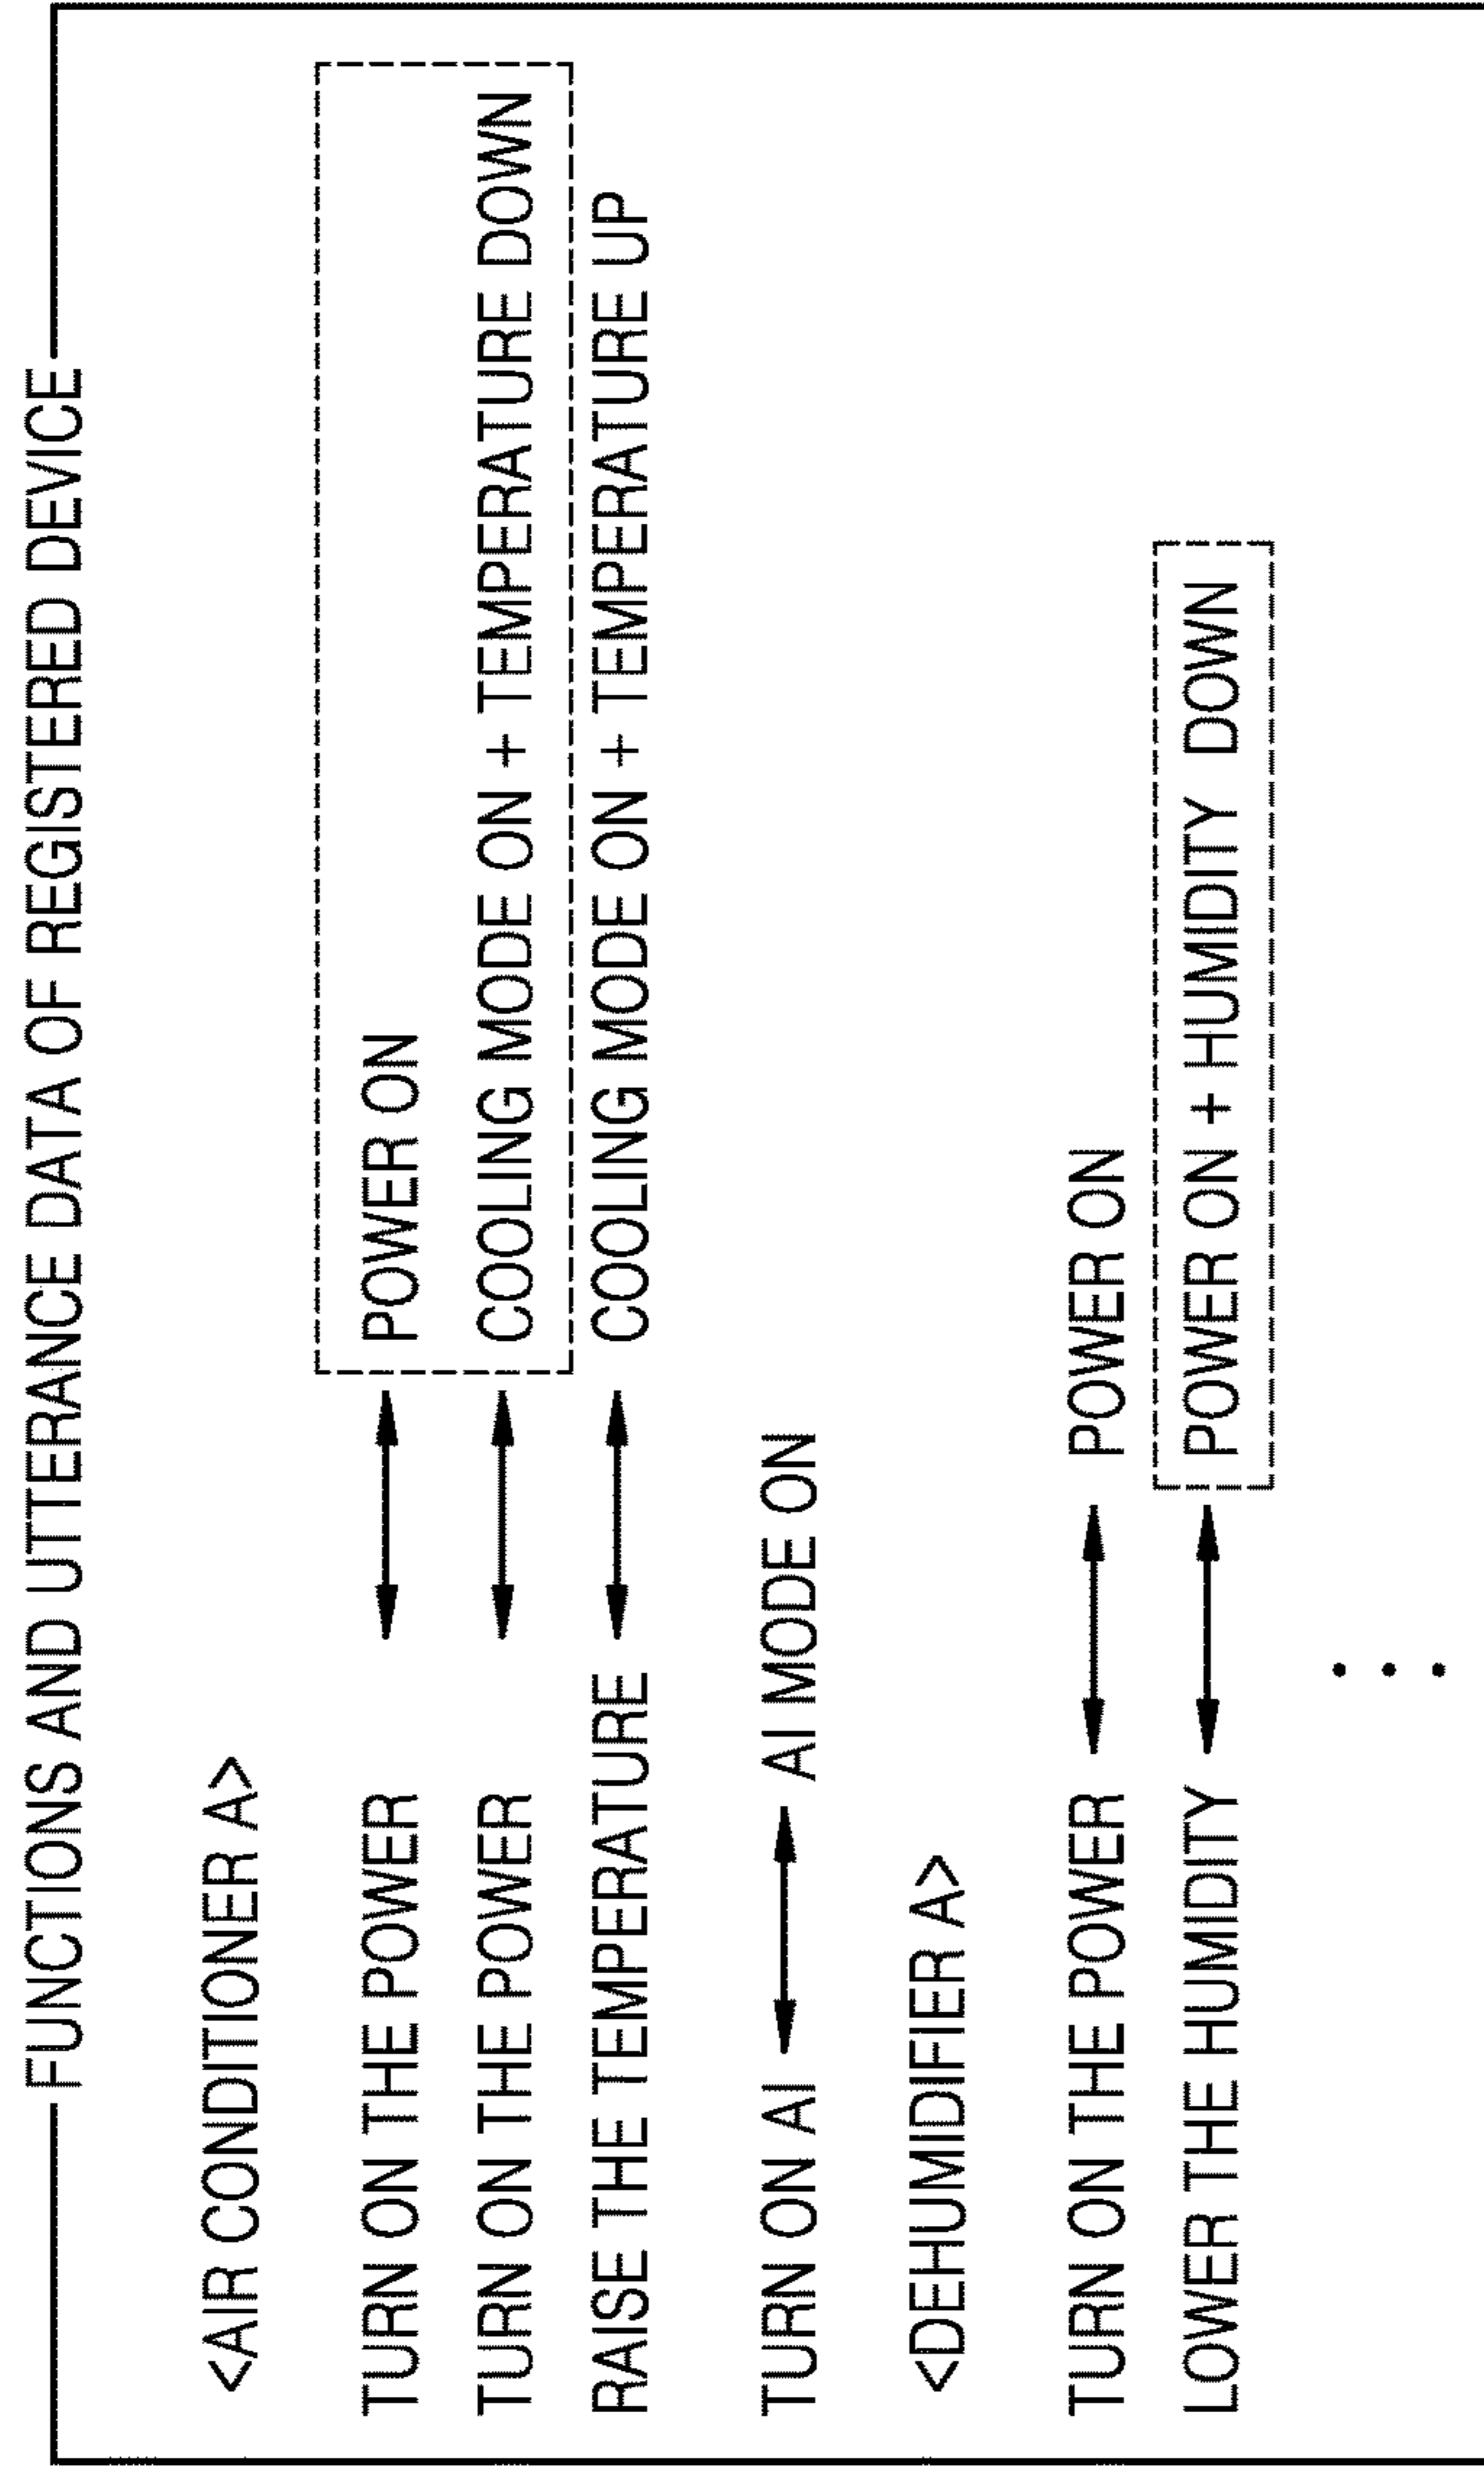 FUNCTIONS AND UTTERANCE DATA OF REGISTERED DEVICE
<AIR CONDITIONER A>
TURN ON THE POWER POWER ON
TURN ON THE POWER COOLING MODE ON + TEMPERATURE DOWN
RAISE THE TEMPERATURE COOLING MODE ON + TEMPERATURE UP
TURN ON AI AI MODE ON
<DEHUMIDIFIER A>
TURN ON THE POWER POWER ON
LOWER THE HUMIDITY POWER ON + HUMIDITY DOWN